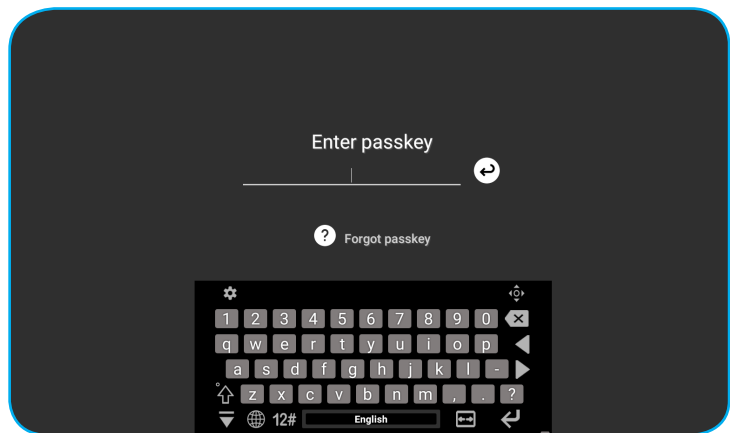 Enter passkey
? Forgot passkey
1 2 3 4 5 6 7 8 9 0
q w e r t y u i o p
a s d f g h j k l -
z x c v b n m , . ?
12# English